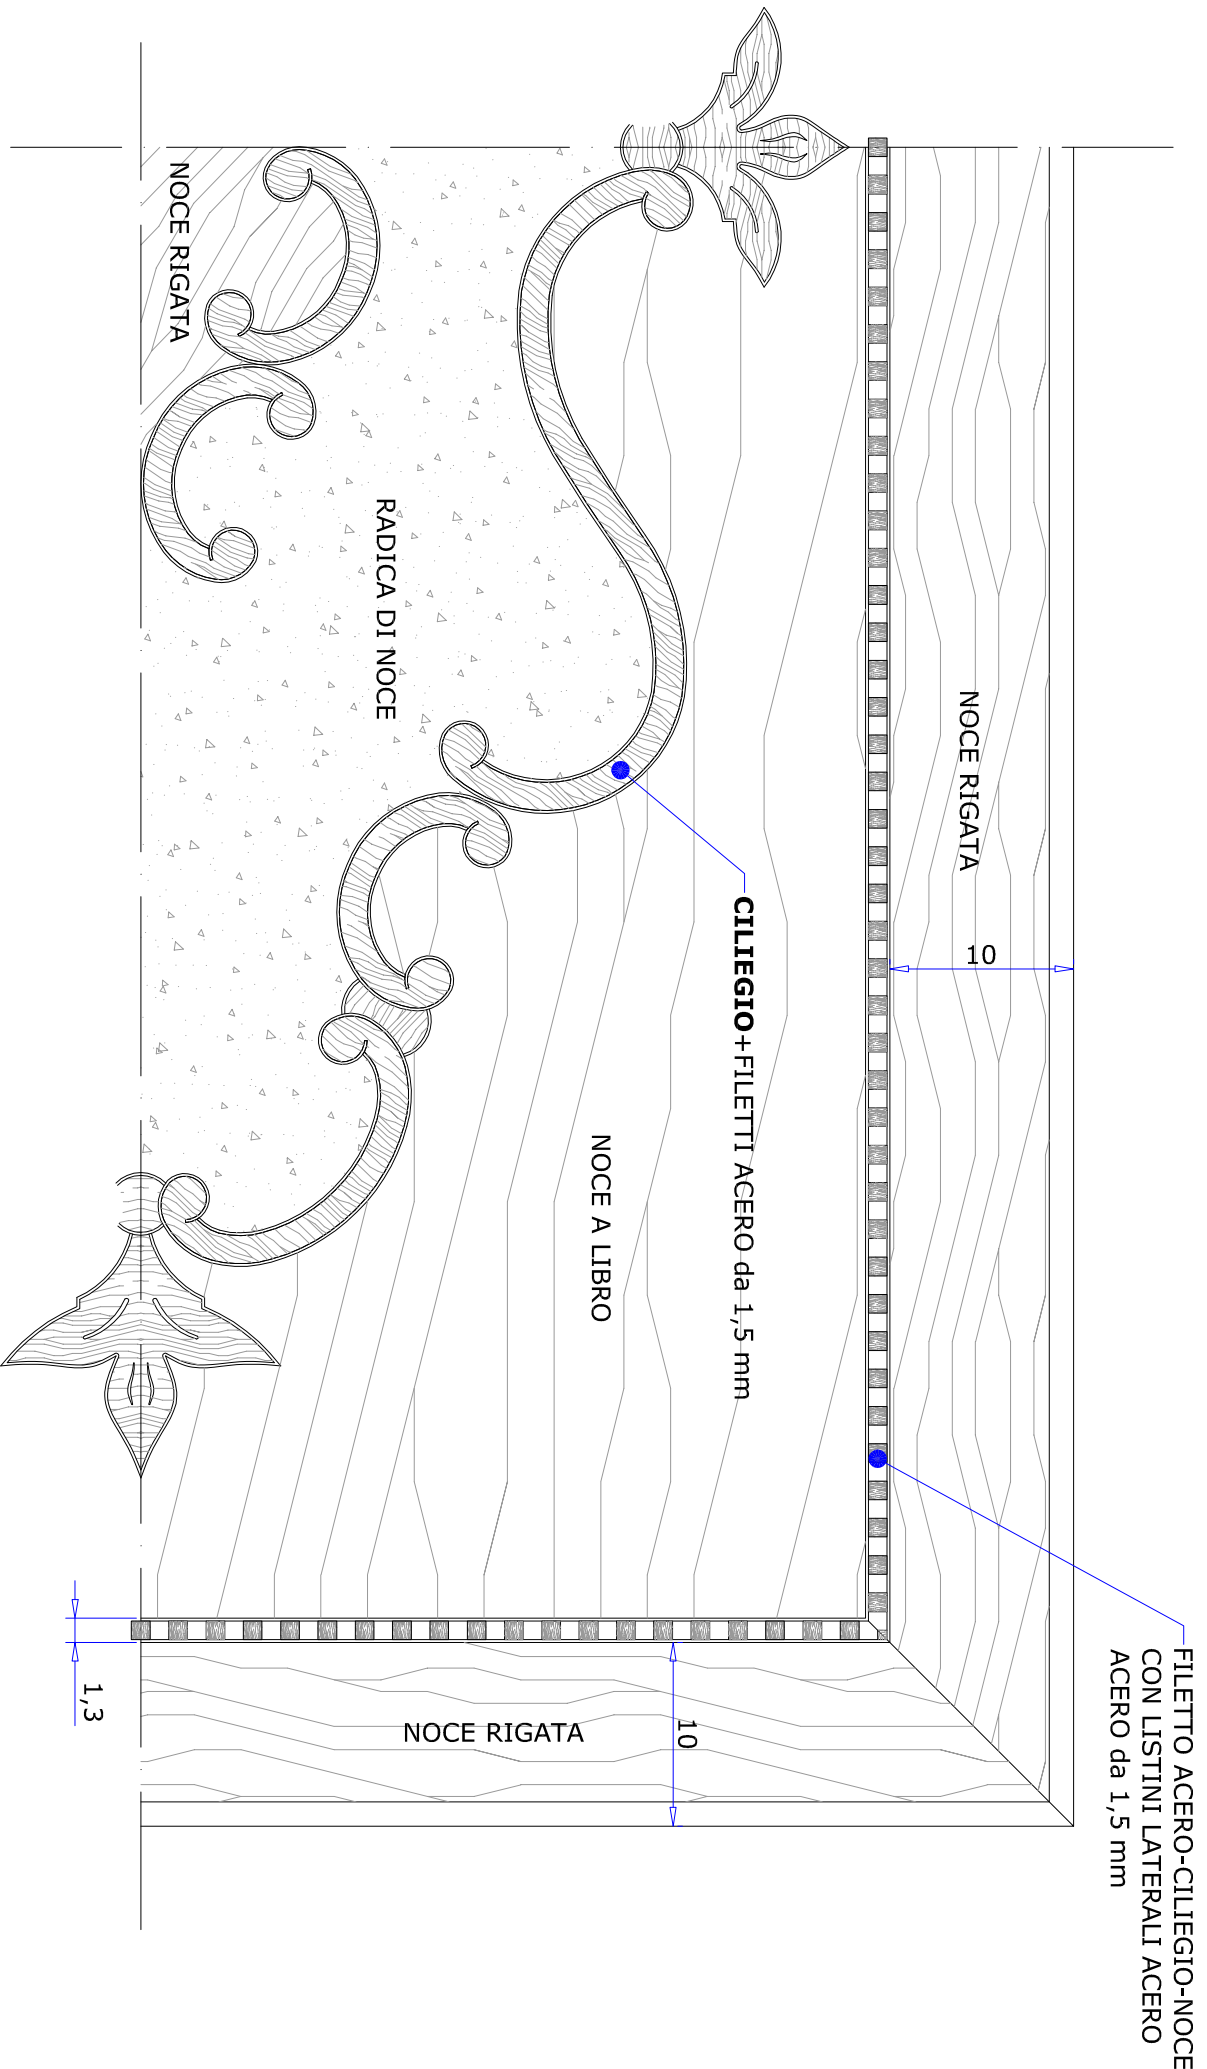 FILETTO ACERO-CILIEGIO-NOCE
CON LISTINI LATERALI ACERO
ACERO da 1,5 mm
NOCE RIGATA
10
CILIEGIO+FILETTI ACERO da 1,5 mm
NOCE A LIBRO
RADICA DI NOCE
NOCE RIGATA
NOCE RIGATA
10
1,3